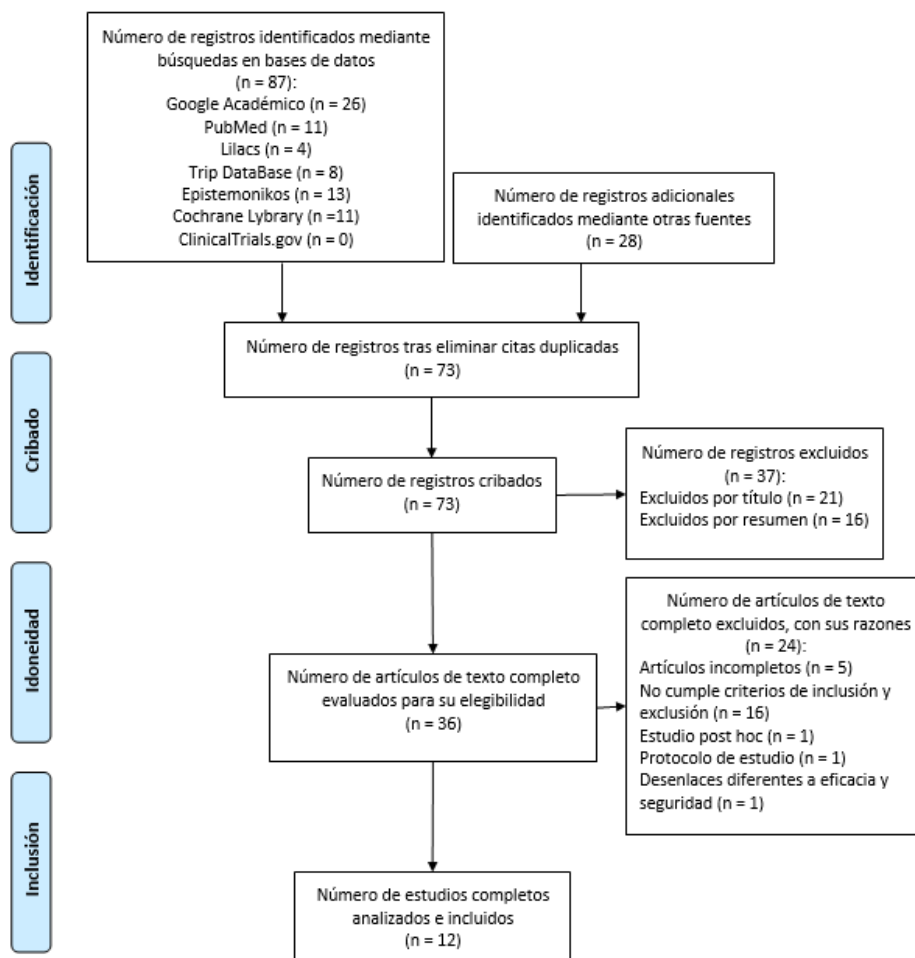 Número de registros identificados mediante
búsquedas en bases de datos
(n = 87):
Google Académico (n = 26)
PubMed (n = 11)
Lilacs (n = 4)
Trip DataBase (n = 8)
Epistemonikos (n = 13)
Cochrane Lybrary (n =11)
ClinicalTrials.gov (n = 0)
Número de registros adicionales
identificados mediante otras fuentes
(n = 28)
Identificación
Número de registros tras eliminar citas duplicadas
(n = 73)
Cribado
Número de registros cribados
(n = 73)
Número de registros excluidos
(n = 37):
Excluidos por título (n = 21)
Excluidos por resumen (n = 16)
Idoneidad
Número de artículos de texto completo
evaluados para su elegibilidad
(n = 36)
Número de artículos de texto
completo excluidos, con sus razones
(n = 24):
Artículos incompletos (n = 5)
No cumple criterios de inclusión y
exclusión (n = 16)
Estudio post hoc (n = 1)
Protocolo de estudio (n = 1)
Desenlaces diferentes a eficacia y
seguridad (n = 1)
Inclusión
Número de estudios completos
analizados e incluidos
(n = 12)